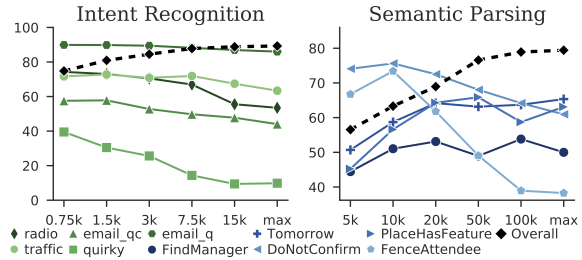 Intent Recognition
Semantic Parsing
100
80
60
40
20
0
0.75k 1.5k 3k 7.5k 15k max
80
70
60
50
40
5k 10k 20k 50k 100k max
radio email_qc email_q Tomorrow PlaceHasFeature Overall
traffic quirky FindManager DoNotConfirm FenceAttendee